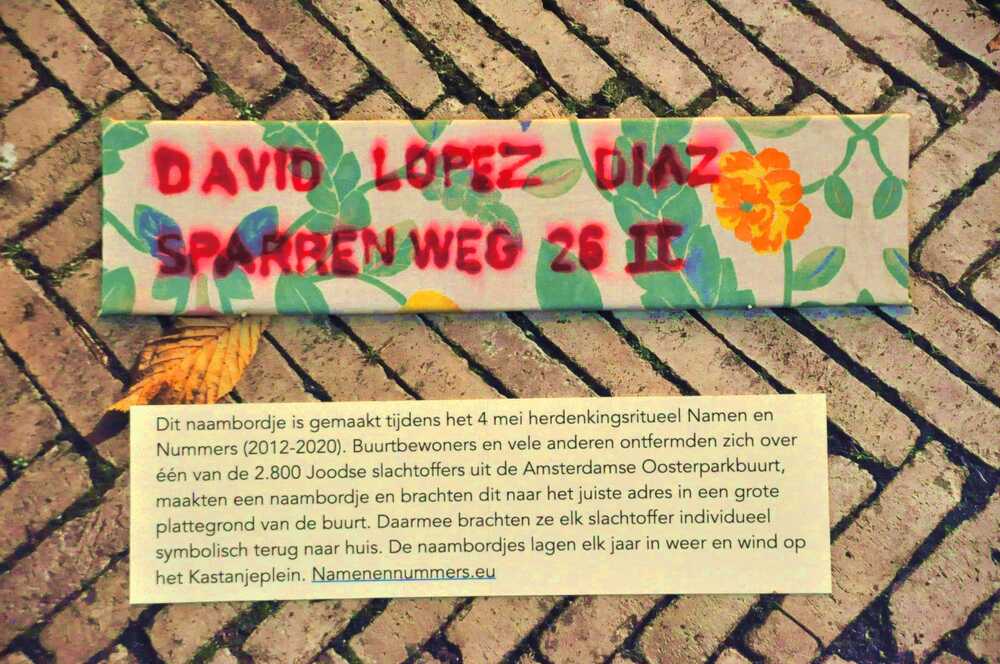 DAVID LOPEZ DIAZ
SPARRENWEG 26 II
Dit naambordje is gemaakt tijdens het 4 mei herdenkingsritueel Namen en
Nummers (2012-2020). Buurtbewoners en vele anderen ontfermden zich over
één van de 2.800 Joodse slachtoffers uit de Amsterdamse Oosterparkbuurt,
maakten een naambordje en brachten dit naar het juiste adres in een grote
plattegrond van de buurt. Daarmee brachten ze elk slachtoffer individueel
symbolisch terug naar huis. De naambordjes lagen elk jaar in weer en wind op
het Kastanjeplein. Namenennummers.eu